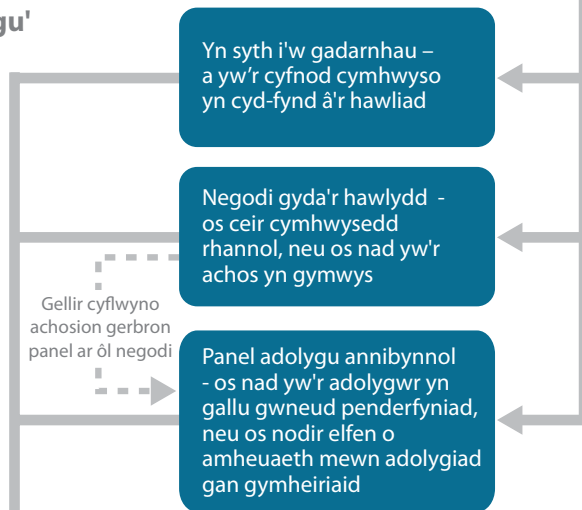 gu'
Yn syth i'w gadarnhau –
a yw'r cyfnod cymhwyso
yn cyd-fynd â'r hawliad
Negodi gyda'r hawlydd -
os ceir cymhwysedd
rhannol, neu os nad yw'r
achos yn gymwys
Gellir cyflwyno
achosion gerbron
panel ar ôl negodi
Panel adolygu annibynnol
- os nad yw'r adolygwr yn
gallu gwneud penderfyniad,
neu os nodir elfen o
amheuaeth mewn adolygiad
gan gymheiriaid